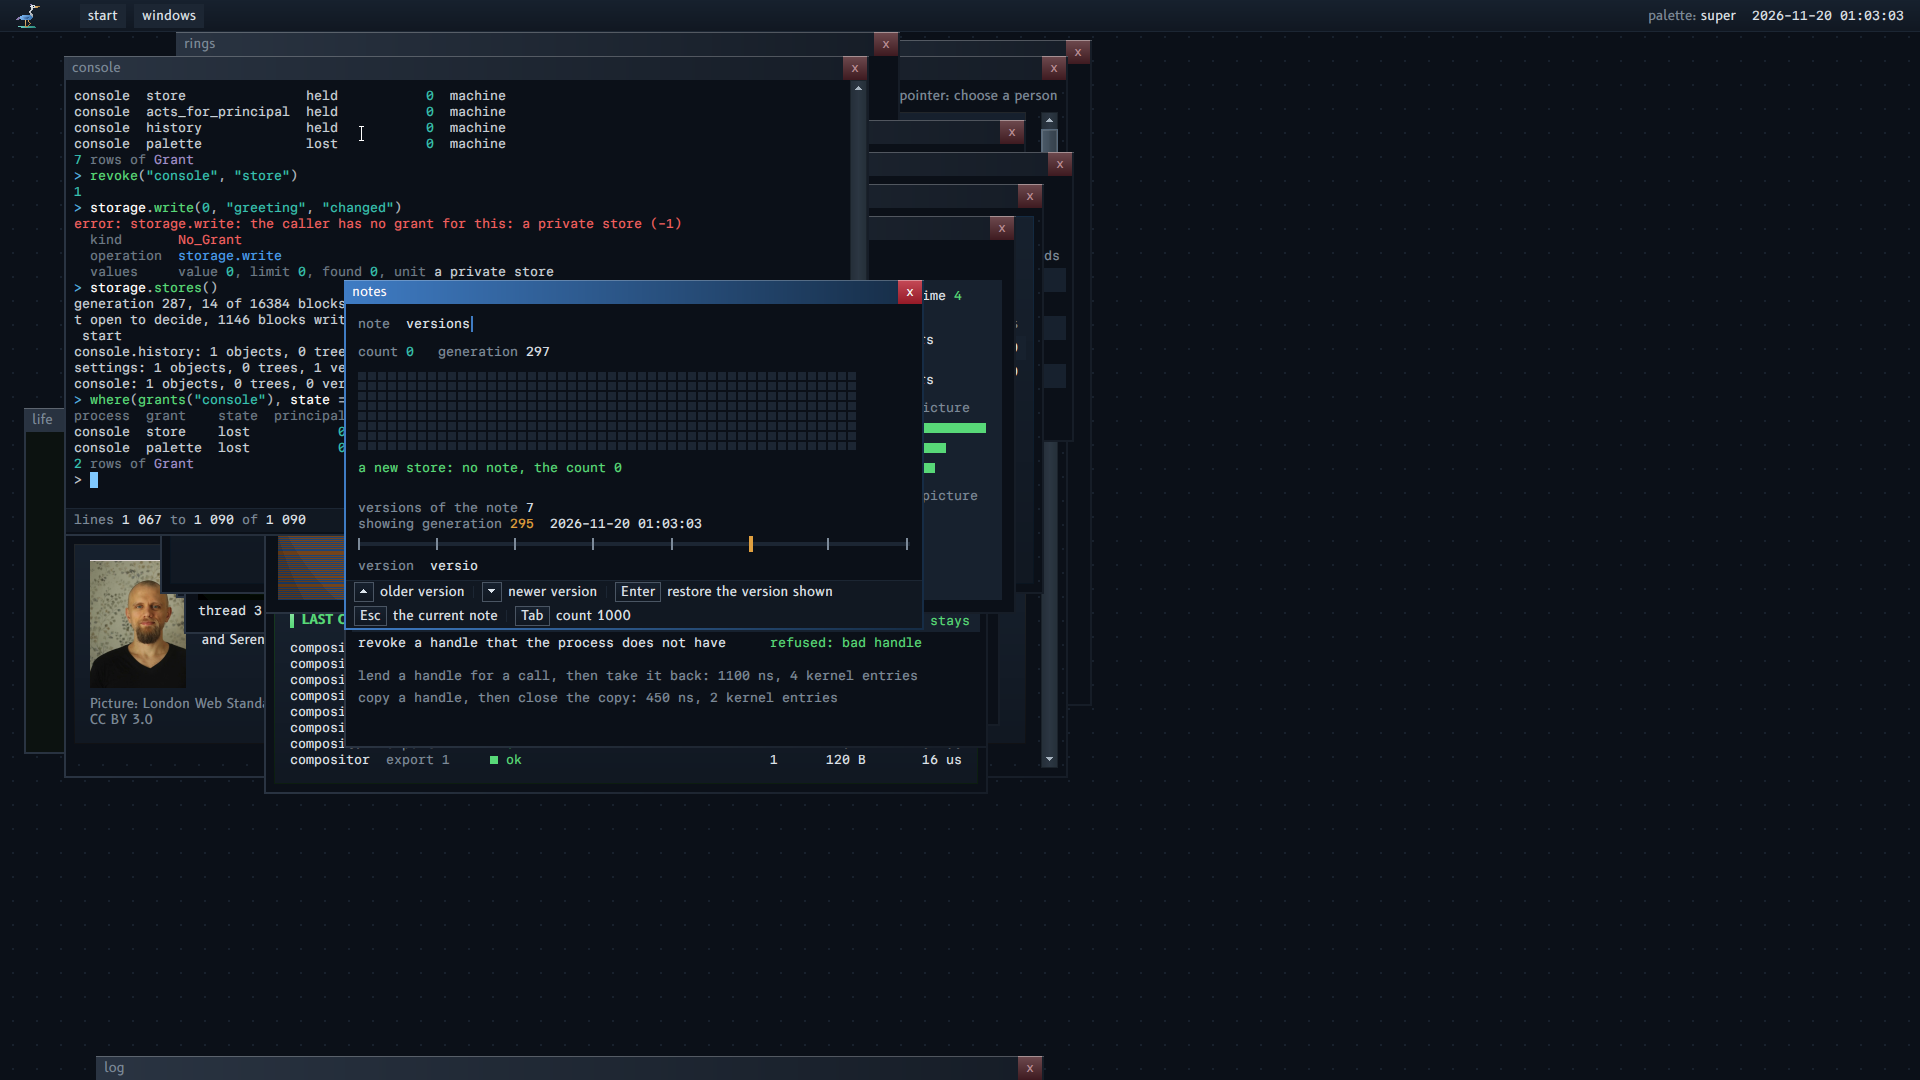 start windows palette: super 2026-11-20 01:03:03
rings x
x
console x
x
console store held 0 machine
pointer: choose a person
console acts_for_principal held 0 machine
console history held 0 machine
x
console palette lost 0 machine
7 rows of Grant
x
> revoke("console", "store")
1
x
> storage.write(0, "greeting", "changed")
error: storage.write: the caller has no grant for this: a private store (-1)
x
kind No_Grant
operation storage.write
ds
values value 0, limit 0, found 0, unit a private store
> storage.stores()
notes x
generation 287, 14 of 16384 blocks
ime 4
t open to decide, 1146 blocks writ
note versions
start
console.history: 1 objects, 0 tree
count 0 generation 297
settings: 1 objects, 0 trees, 1 ve
console: 1 objects, 0 trees, 0 ver
> where(grants("console"), state =
icture
process grant state principal
life
console store lost 0
console palette lost 0
2 rows of Grant
a new store: no note, the count 0
>
picture
versions of the note 7
lines 1 067 to 1 090 of 1 090
showing generation 295 2026-11-20 01:03:03
version versio
older version newer version Enter restore the version shown
Esc the current note Tab count 1000
thread 3
LAST C
stays
and Seren
revoke a handle that the process does not have refused: bad handle
composi
composi
lend a handle for a call, then take it back: 1100 ns, 4 kernel entries
composi
composi
copy a handle, then close the copy: 450 ns, 2 kernel entries
Picture: London Web Standa
CC BY 3.0
composi
composi
composi
compositor export 1 ok 1 120 B 16 us
log x